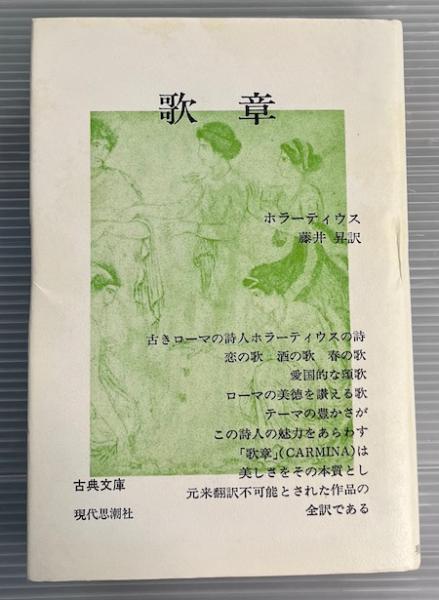 歌章
ホラーティウス
藤井 昇訳
古きローマの詩人ホラーティウスの詩
恋の歌 酒の歌 春の歌
愛国的な頌歌
ローマの美徳を讃える歌
テーマの豊かさが
この詩人の魅力をあらわす
「歌章」(CARMINA)は
美しさをその本質とし
元来翻訳不可能とされた作品の
全訳である
古典文庫
現代思潮社